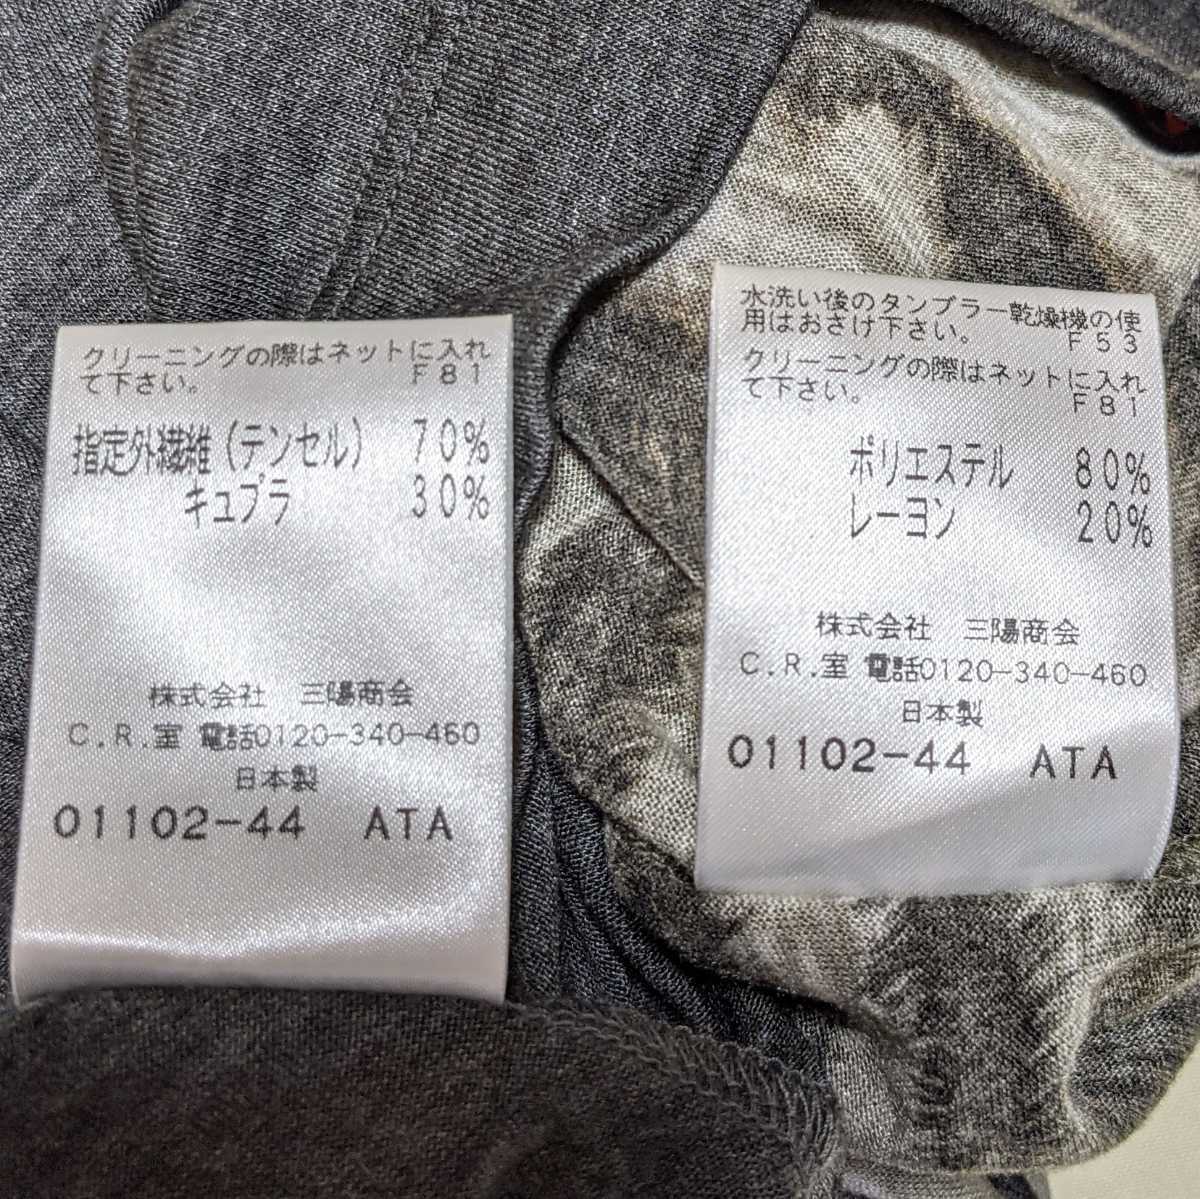 クリーニングの際はネットに入れ
て下さい。 F81
指定外繊維(テンセル) 70%
キュプラ 30%
株式会社 三陽商会
C.R.室 電話0120-340-460
日本製
01102-44 ATA
水洗い後のタンブラー乾燥機の使
用はおさけ下さい。 F53
クリーニングの際はネットに入れ
て下さい。 F81
ポリエステル 80%
レーヨン 20%
株式会社 三陽商会
C.R.室 電話0120-340-460
日本製
01102-44 ATA